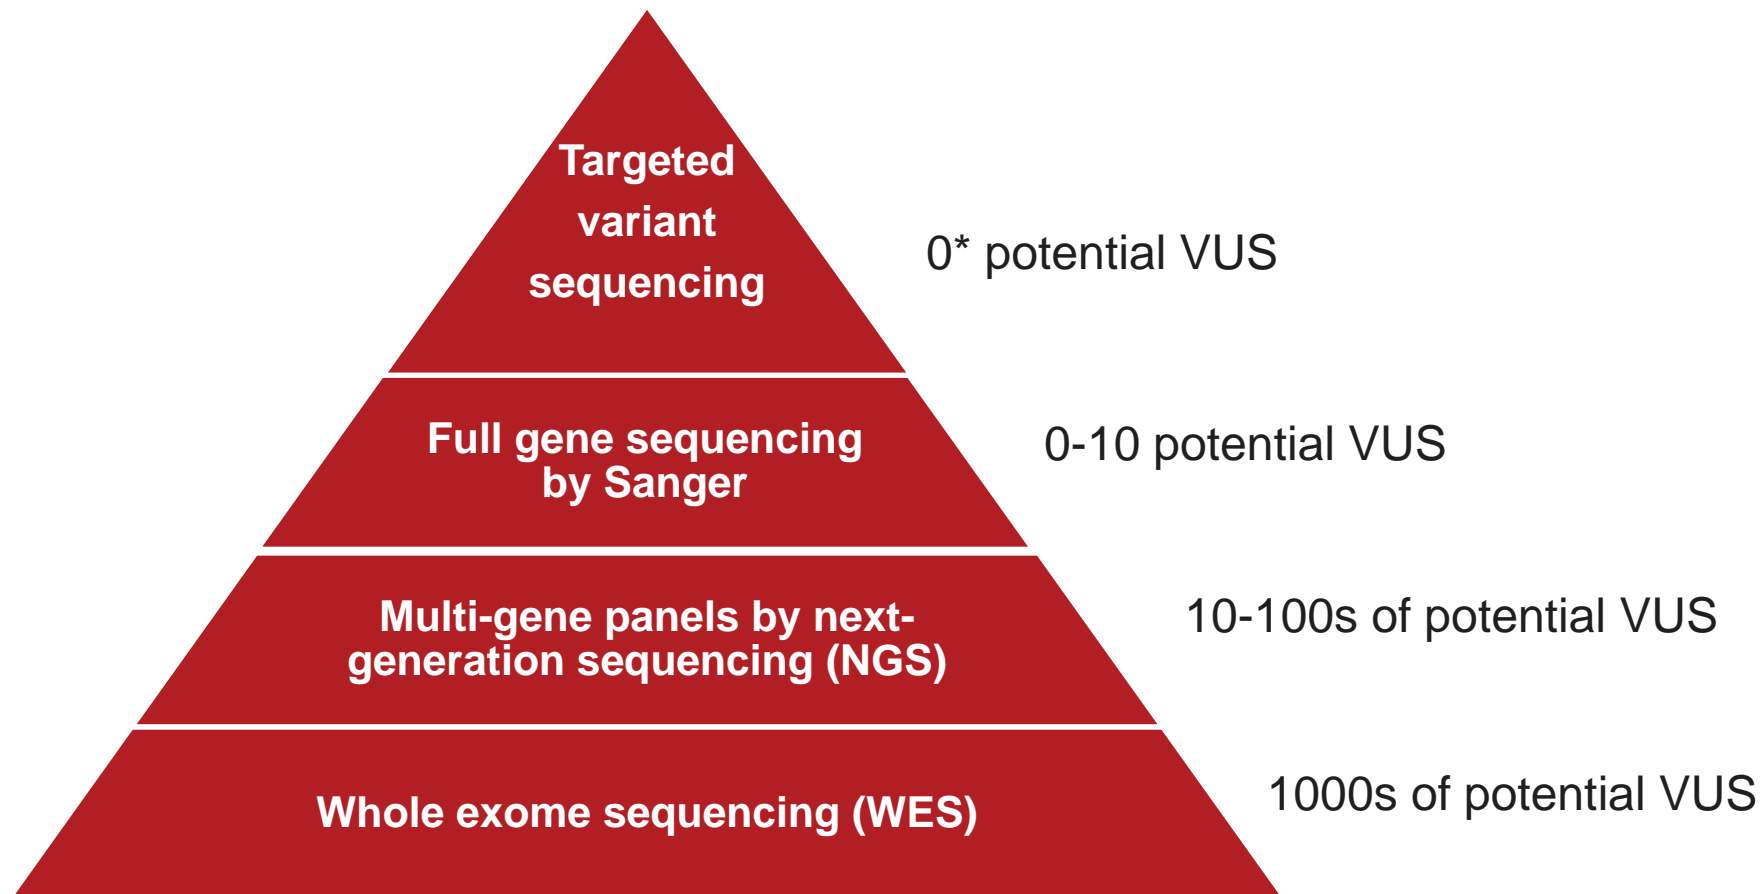 Targeted
variant
sequencing
0* potential VUS
Full gene sequencing
by Sanger
0-10 potential VUS
Multi-gene panels by next-
generation sequencing (NGS)
10-100s of potential VUS
Whole exome sequencing (WES)
1000s of potential VUS